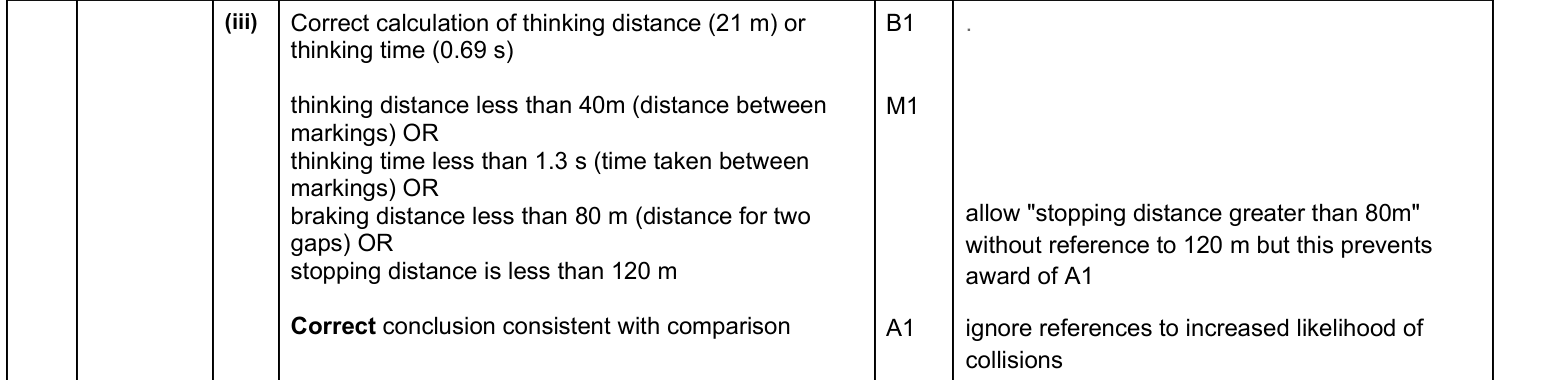 (iii) Correct calculation of thinking distance (21 m) or B1 .
thinking time (0.69 s)
thinking distance less than 40m (distance between M1
markings) OR
thinking time less than 1.3 s (time taken between
markings) OR
braking distance less than 80 m (distance for two
gaps) OR
stopping distance is less than 120 m
allow "stopping distance greater than 80m"
without reference to 120 m but this prevents
award of A1
Correct conclusion consistent with comparison A1
ignore references to increased likelihood of
collisions